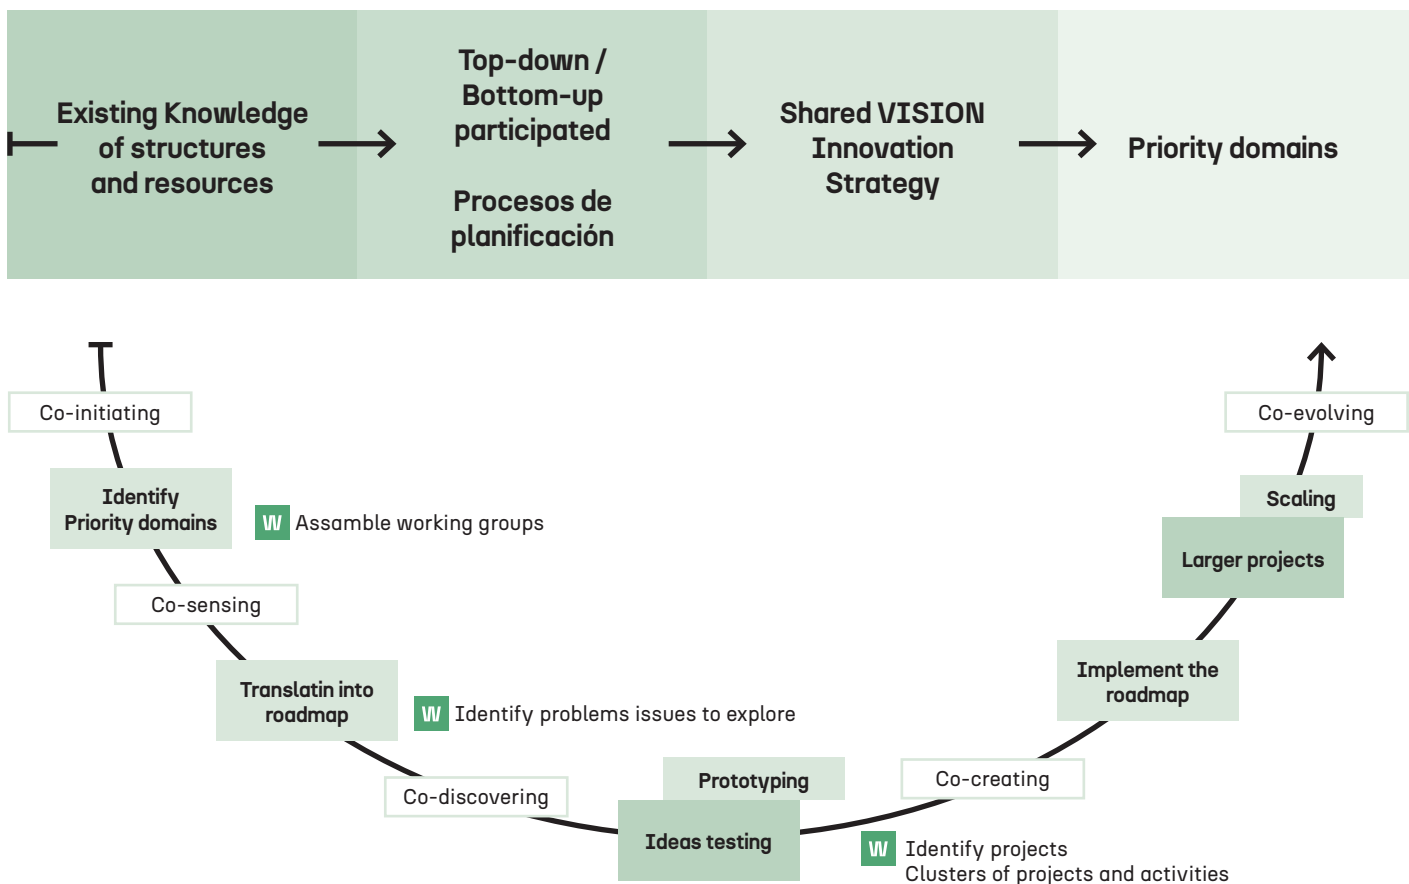 Existing Knowledge
of structures
and resources
Top-down /
Bottom-up
participated
Procesos de
planificación
Shared VISION
Innovation
Strategy
Priority domains
Co-initiating
Identify
Priority domains
W Assamble working groups
Co-sensing
Translatin into
roadmap
W Identify problems issues to explore
Co-discovering
Prototyping
Ideas testing
W Identify projects
Clusters of projects and activities
Co-creating
Implement the
roadmap
Larger projects
Scaling
Co-evolving